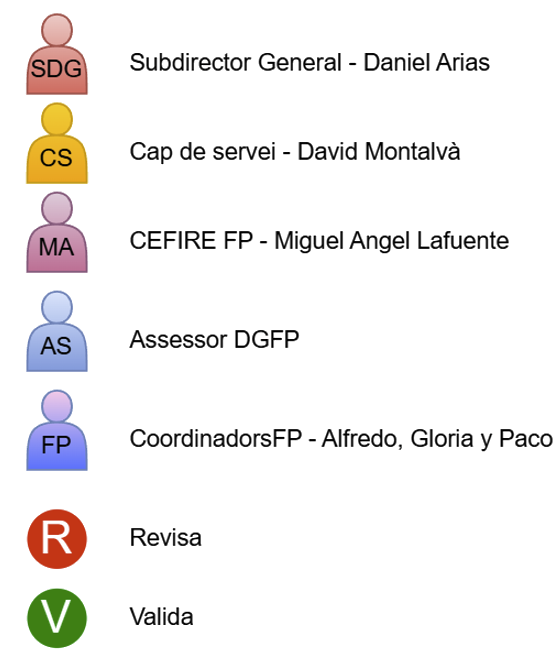 SDG Subdirector General - Daniel Arias
CS Cap de servei - David Montalvà
MA CEFIRE FP - Miguel Angel Lafuente
AS Assessor DGFP
FP CoordinadorsFP - Alfredo, Gloria y Paco
R Revisa
V Valida